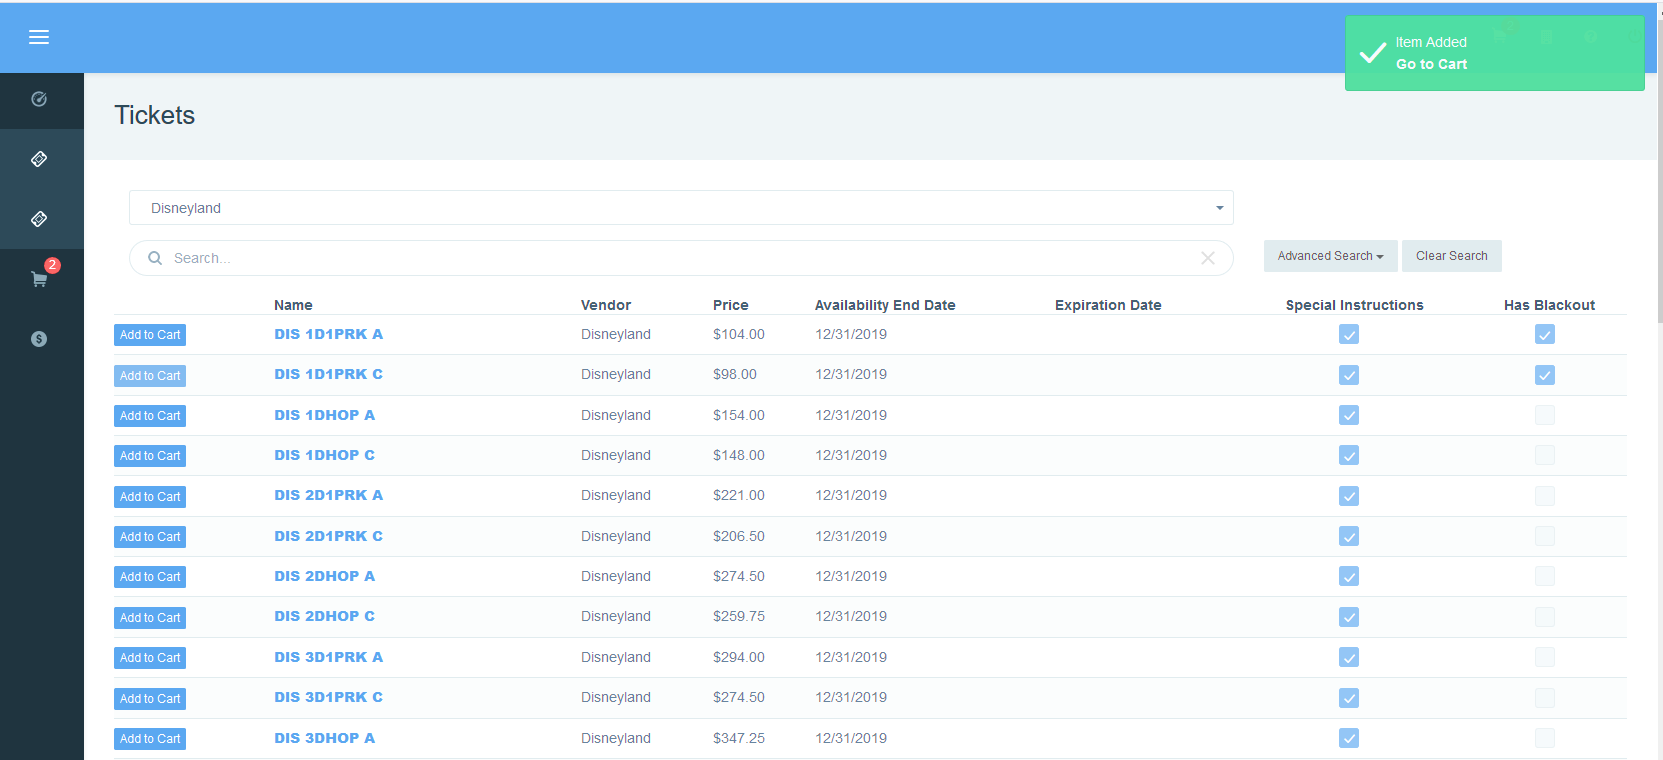 Item Added
Go to Cart
Tickets
Disneyland
Search...
Advanced Search
Clear Search
2
Name Vendor Price Availability End Date Expiration Date Special Instructions Has Blackout
Add to Cart DIS 1D1PRK A Disneyland $104.00 12/31/2019
Add to Cart DIS 1D1PRK C Disneyland $98.00 12/31/2019
Add to Cart DIS 1DHOP A Disneyland $154.00 12/31/2019
Add to Cart DIS 1DHOP C Disneyland $148.00 12/31/2019
Add to Cart DIS 2D1PRK A Disneyland $221.00 12/31/2019
Add to Cart DIS 2D1PRK C Disneyland $206.50 12/31/2019
Add to Cart DIS 2DHOP A Disneyland $274.50 12/31/2019
Add to Cart DIS 2DHOP C Disneyland $259.75 12/31/2019
Add to Cart DIS 3D1PRK A Disneyland $294.00 12/31/2019
Add to Cart DIS 3D1PRK C Disneyland $274.50 12/31/2019
Add to Cart DIS 3DHOP A Disneyland $347.25 12/31/2019